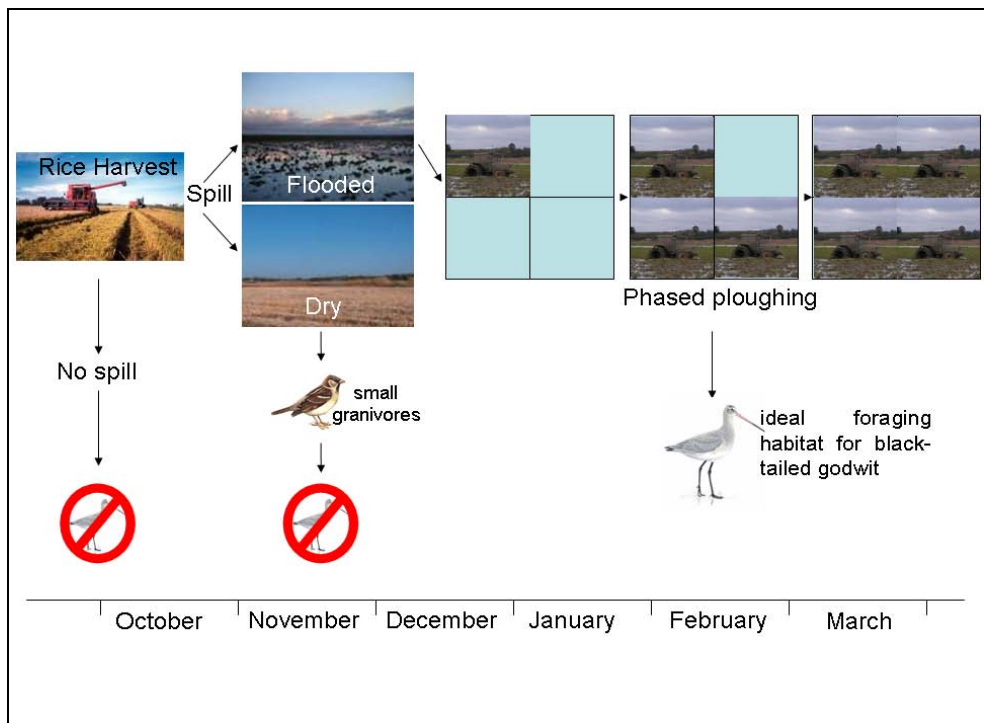 Rice Harvest
Spill
Flooded
Dry
No spill
small
granivores
Phased ploughing
ideal foraging
habitat for black-
tailed godwit
October
November
December
January
February
March